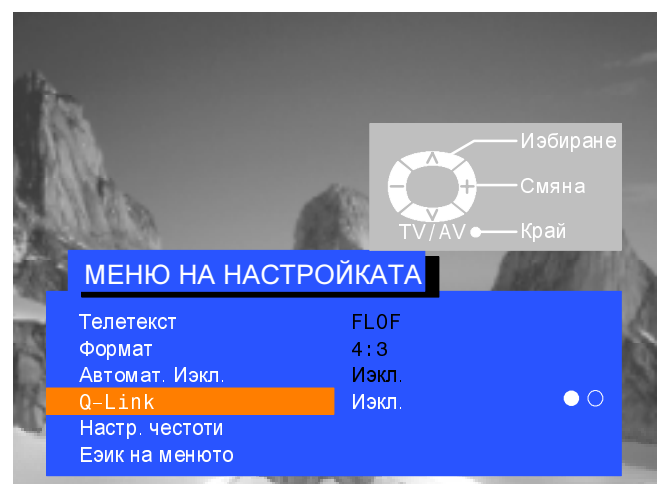 Иэбиране
- + Смяна
TV/AV Край
МЕНЮ НА НАСТРОЙКАТА
Телетекст FLOF
Формат 4:3
Автомат. Иэкл. Иэкл.
Q-Link Иэкл.
Настр. честоти
Еэик на менюто